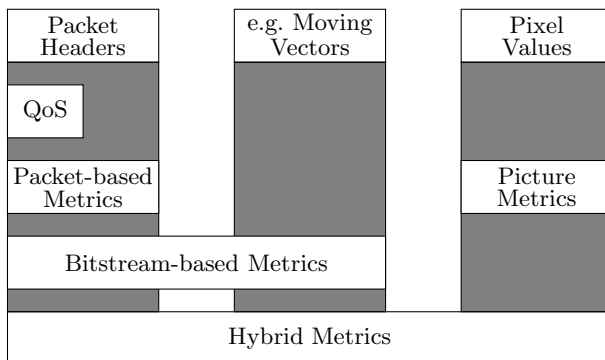 Packet
Headers
e.g. Moving
Vectors
Pixel
Values
QoS
Packet-based
Metrics
Picture
Metrics
Bitstream-based Metrics
Hybrid Metrics